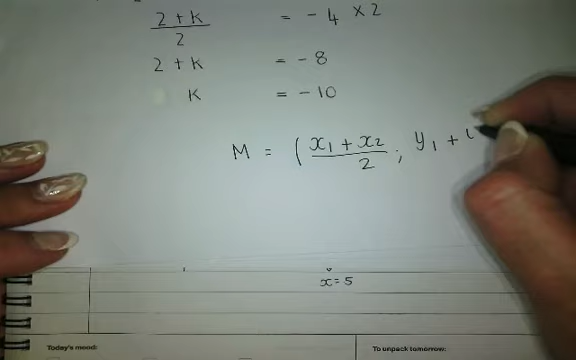 2 + k / 2 = - 4 × 2
2 + k = - 8
k = - 10
M = ( x₁ + x₂ / 2 ; y₁ +
x = 5
Today's mood:
To unpack tomorrow: